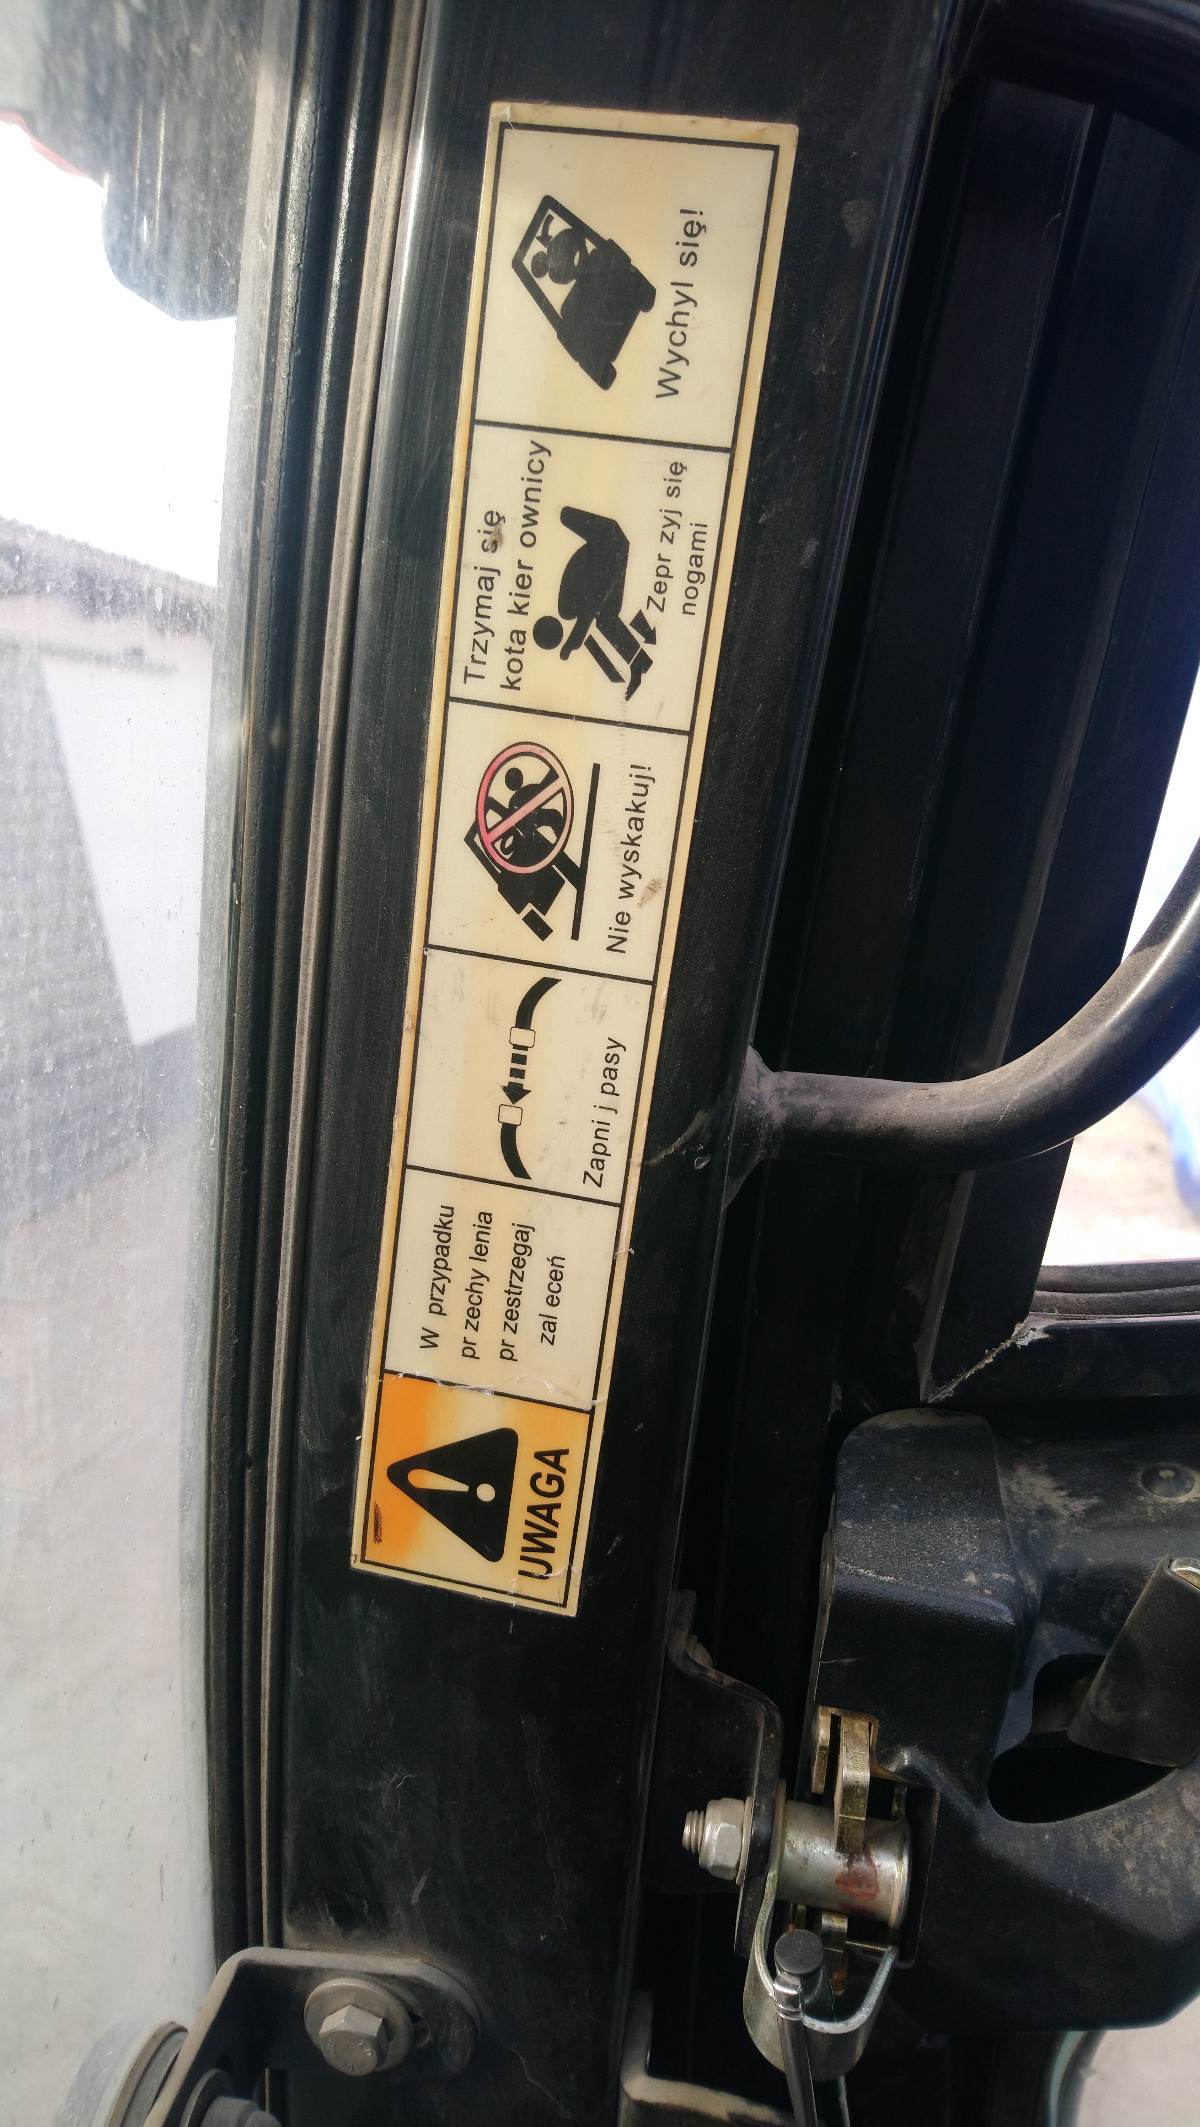 UWAGA
W przypadku
pr zechy lenia
pr zestrzegaj
zal eceń
Zapni j pasy
Nie wyskakuj!
Trzymaj się
kota kier ownicy
Zepr zyj się
nogami
Wychyl się!